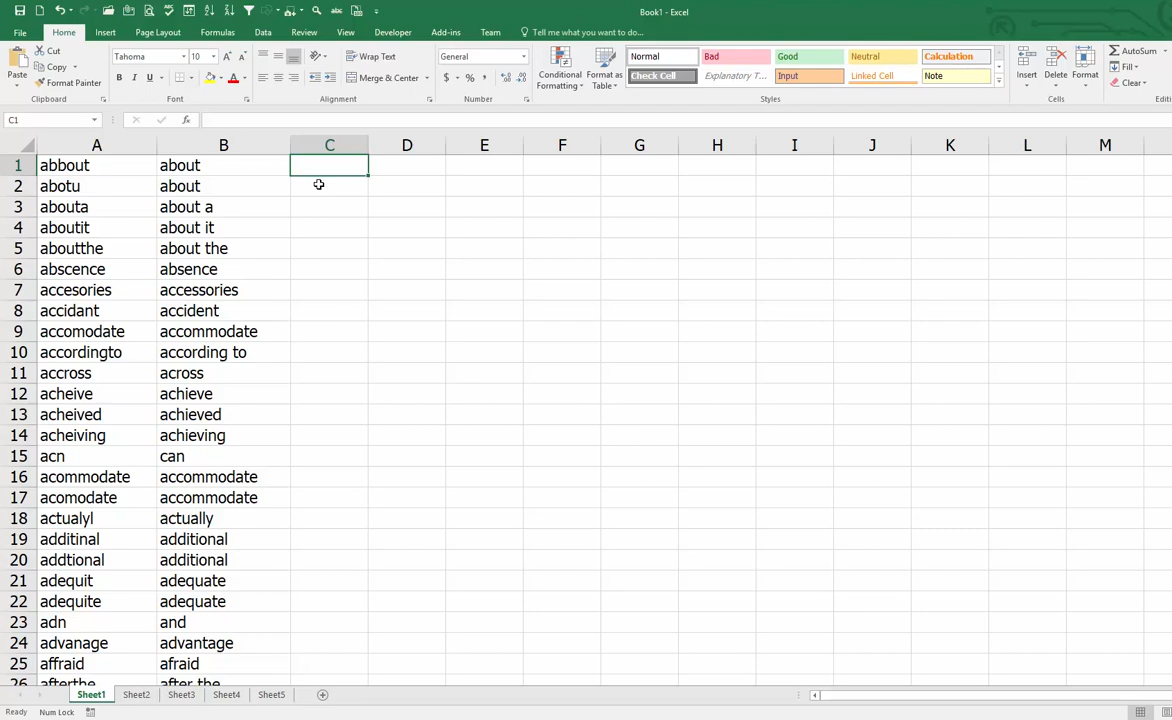 Book1 - Excel
File Home Insert Page Layout Formulas Data Review View Developer Add-ins Team Tell me what you want to do...
Paste Cut Copy Format Painter Clipboard
Tahoma 10 B I U A Font
Wrap Text Merge & Center Alignment
General $ % Number
Conditional Formatting Format as Table
Normal Bad Good Neutral Calculation
Check Cell Explanatory T... Input Linked Cell Note
Styles
Insert Delete Format Cells
AutoSum Fill Clear
C1 fx
A B C D E F G H I J K L M
1 abbout about
2 abotu about
3 abouta about a
4 aboutit about it
5 aboutthe about the
6 abscence absence
7 accesories accessories
8 accidant accident
9 accomodate accommodate
10 accordingto according to
11 accross across
12 acheive achieve
13 acheived achieved
14 acheiving achieving
15 acn can
16 acommodate accommodate
17 acomodate accommodate
18 actualyl actually
19 additinal additional
20 addtional additional
21 adequit adequate
22 adequite adequate
23 adn and
24 advanage advantage
25 affraid afraid
26 afterthe after the
Sheet1 Sheet2 Sheet3 Sheet4 Sheet5
Ready Num Lock